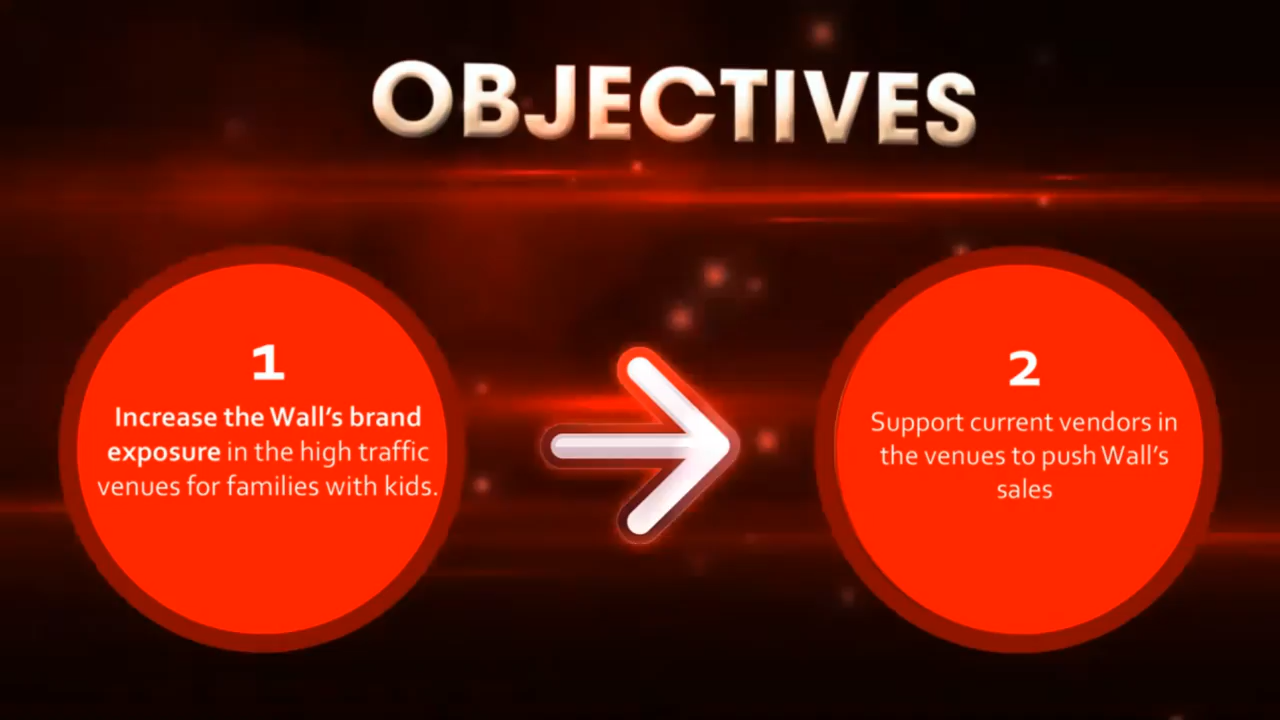 OBJECTIVES
1
Increase the Wall's brand
exposure in the high traffic
venues for families with kids.
2
Support current vendors in
the venues to push Wall's
sales